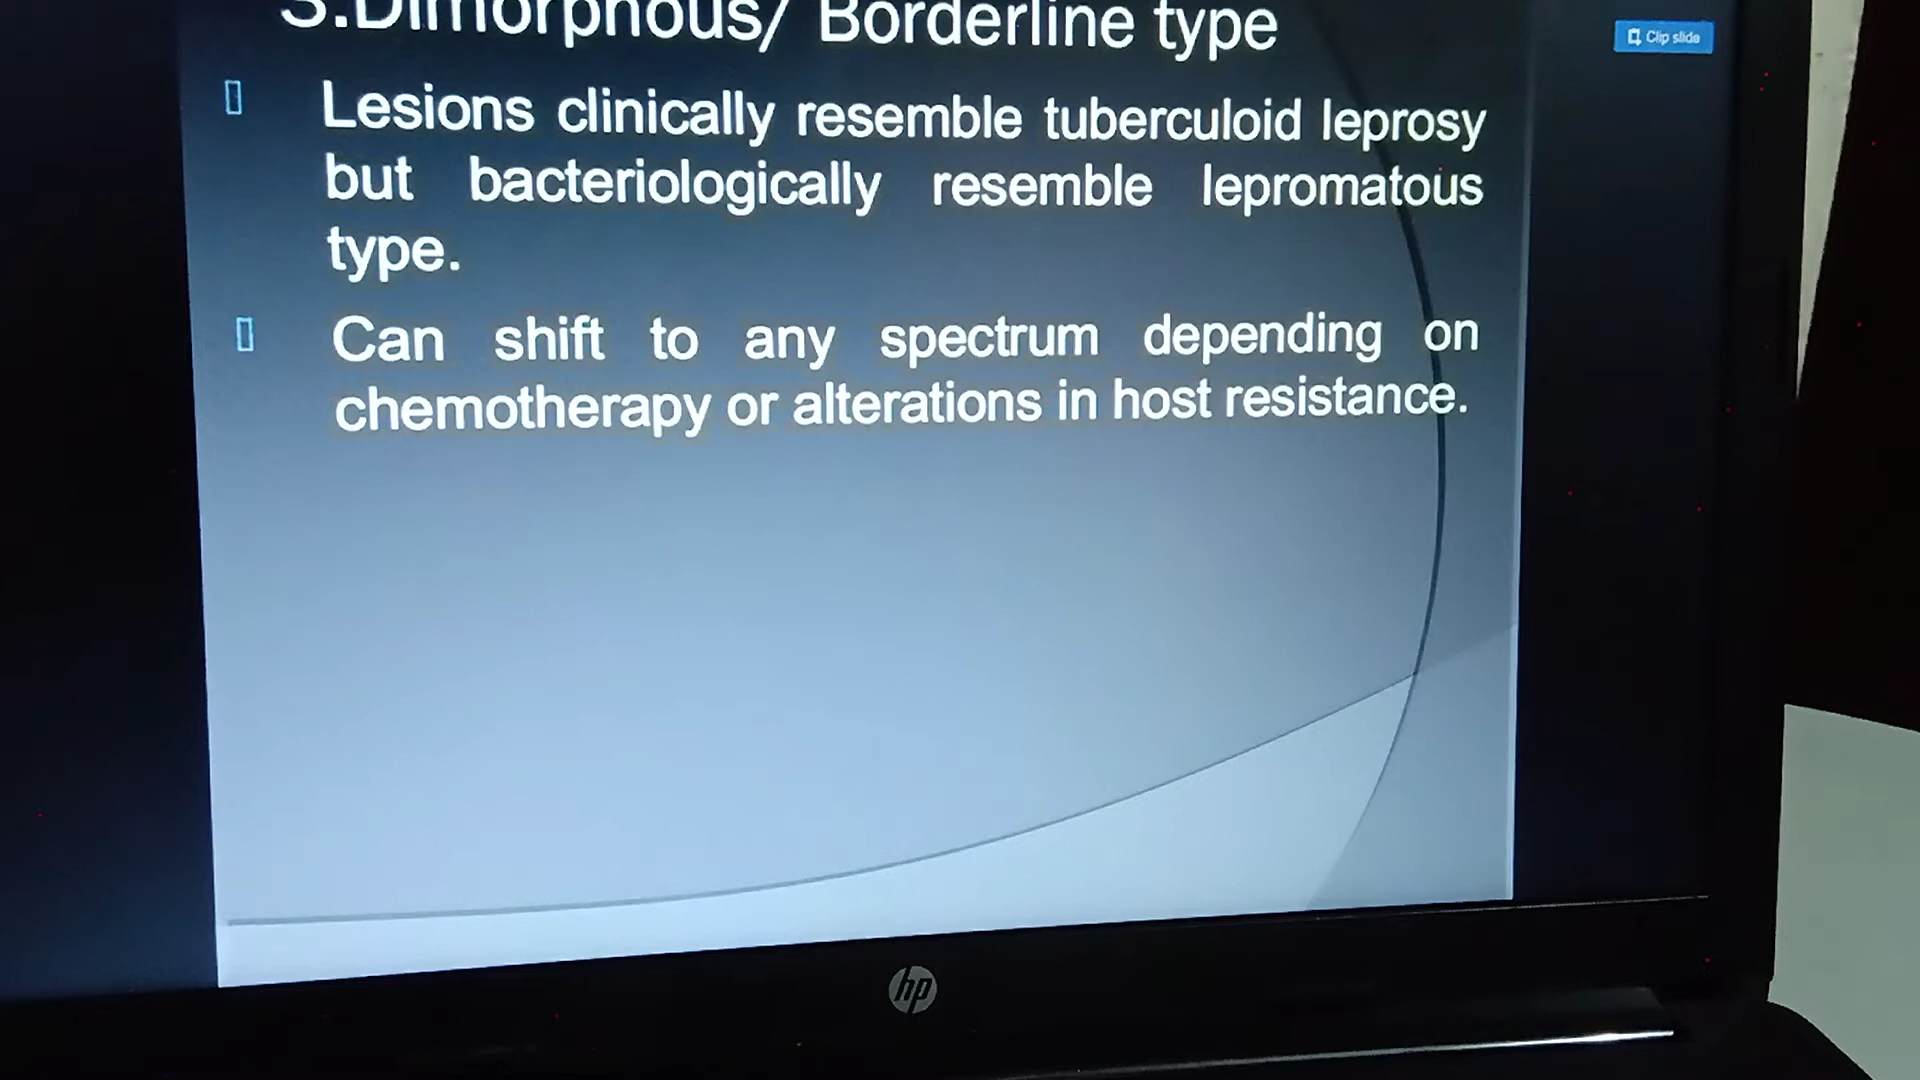 3.Dimorphous/ Borderline type
Clip slide
Lesions clinically resemble tuberculoid leprosy
but bacteriologically resemble lepromatous
type.
Can shift to any spectrum depending on
chemotherapy or alterations in host resistance.
hp